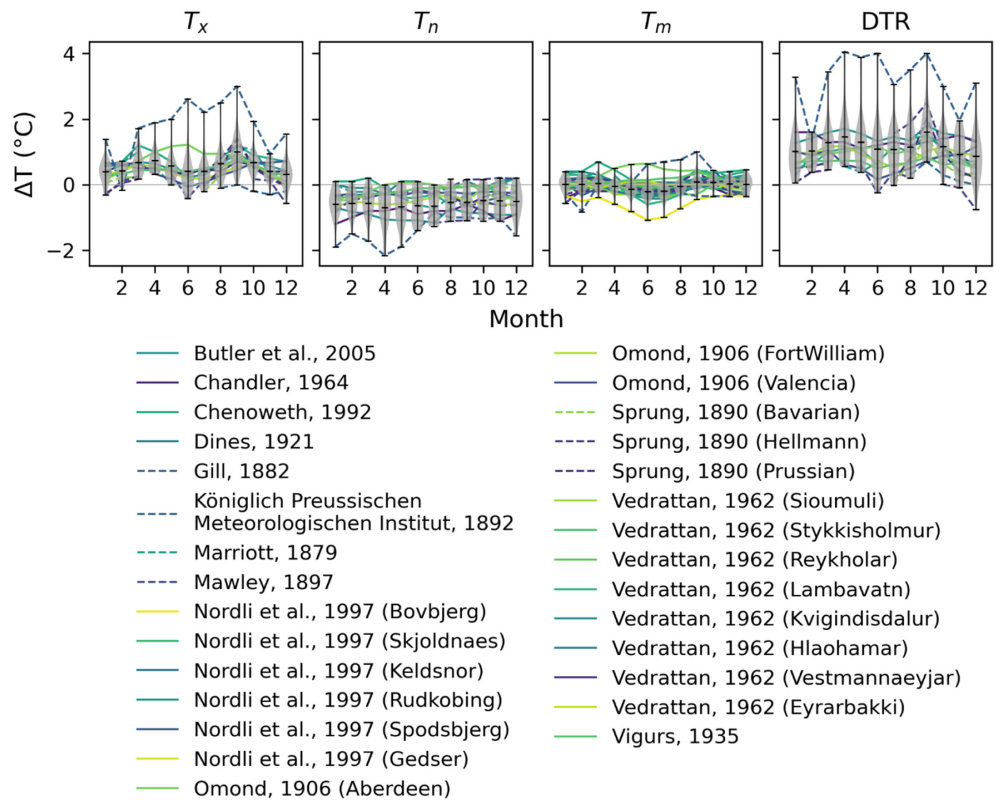 Tx Tn Tm DTR
4
2
0
−2
ΔT (°C)
2 4 6 8 10 12 2 4 6 8 10 12 2 4 6 8 10 12 2 4 6 8 10 12
Month
Butler et al., 2005
Chandler, 1964
Chenoweth, 1992
Dines, 1921
Gill, 1882
Königlich Preussischen
Meteorologischen Institut, 1892
Marriott, 1879
Mawley, 1897
Nordli et al., 1997 (Bovbjerg)
Nordli et al., 1997 (Skjoldnaes)
Nordli et al., 1997 (Keldsnor)
Nordli et al., 1997 (Rudkobing)
Nordli et al., 1997 (Spodsbjerg)
Nordli et al., 1997 (Gedser)
Omond, 1906 (Aberdeen)
Omond, 1906 (FortWilliam)
Omond, 1906 (Valencia)
Sprung, 1890 (Bavarian)
Sprung, 1890 (Hellmann)
Sprung, 1890 (Prussian)
Vedrattan, 1962 (Sioumuli)
Vedrattan, 1962 (Stykkisholmur)
Vedrattan, 1962 (Reykholar)
Vedrattan, 1962 (Lambavatn)
Vedrattan, 1962 (Kvigindisdalur)
Vedrattan, 1962 (Hlaohamar)
Vedrattan, 1962 (Vestmannaeyjar)
Vedrattan, 1962 (Eyrarbakki)
Vigurs, 1935